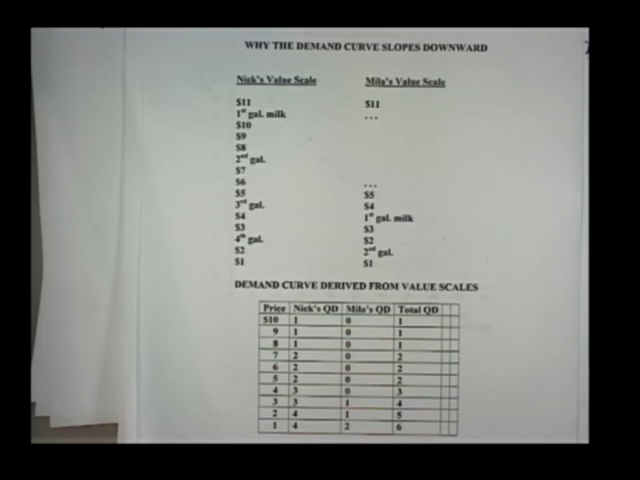 WHY THE DEMAND CURVE SLOPES DOWNWARD
Nick's Value Scale Mila's Value Scale
$11 $11
1st gal. milk ...
$10
$9
$8
2nd gal.
$7
$6 ...
$5 $5
3rd gal. $4
$4 1st gal. milk
$3 $3
4th gal. $2
$2 2nd gal.
$1 $1
DEMAND CURVE DERIVED FROM VALUE SCALES
Price Nick's QD Mila's QD Total QD
$10 1 0 1
9 1 0 1
8 1 0 1
7 2 0 2
6 2 0 2
5 2 0 2
4 3 0 3
3 3 1 4
2 4 1 5
1 4 2 6